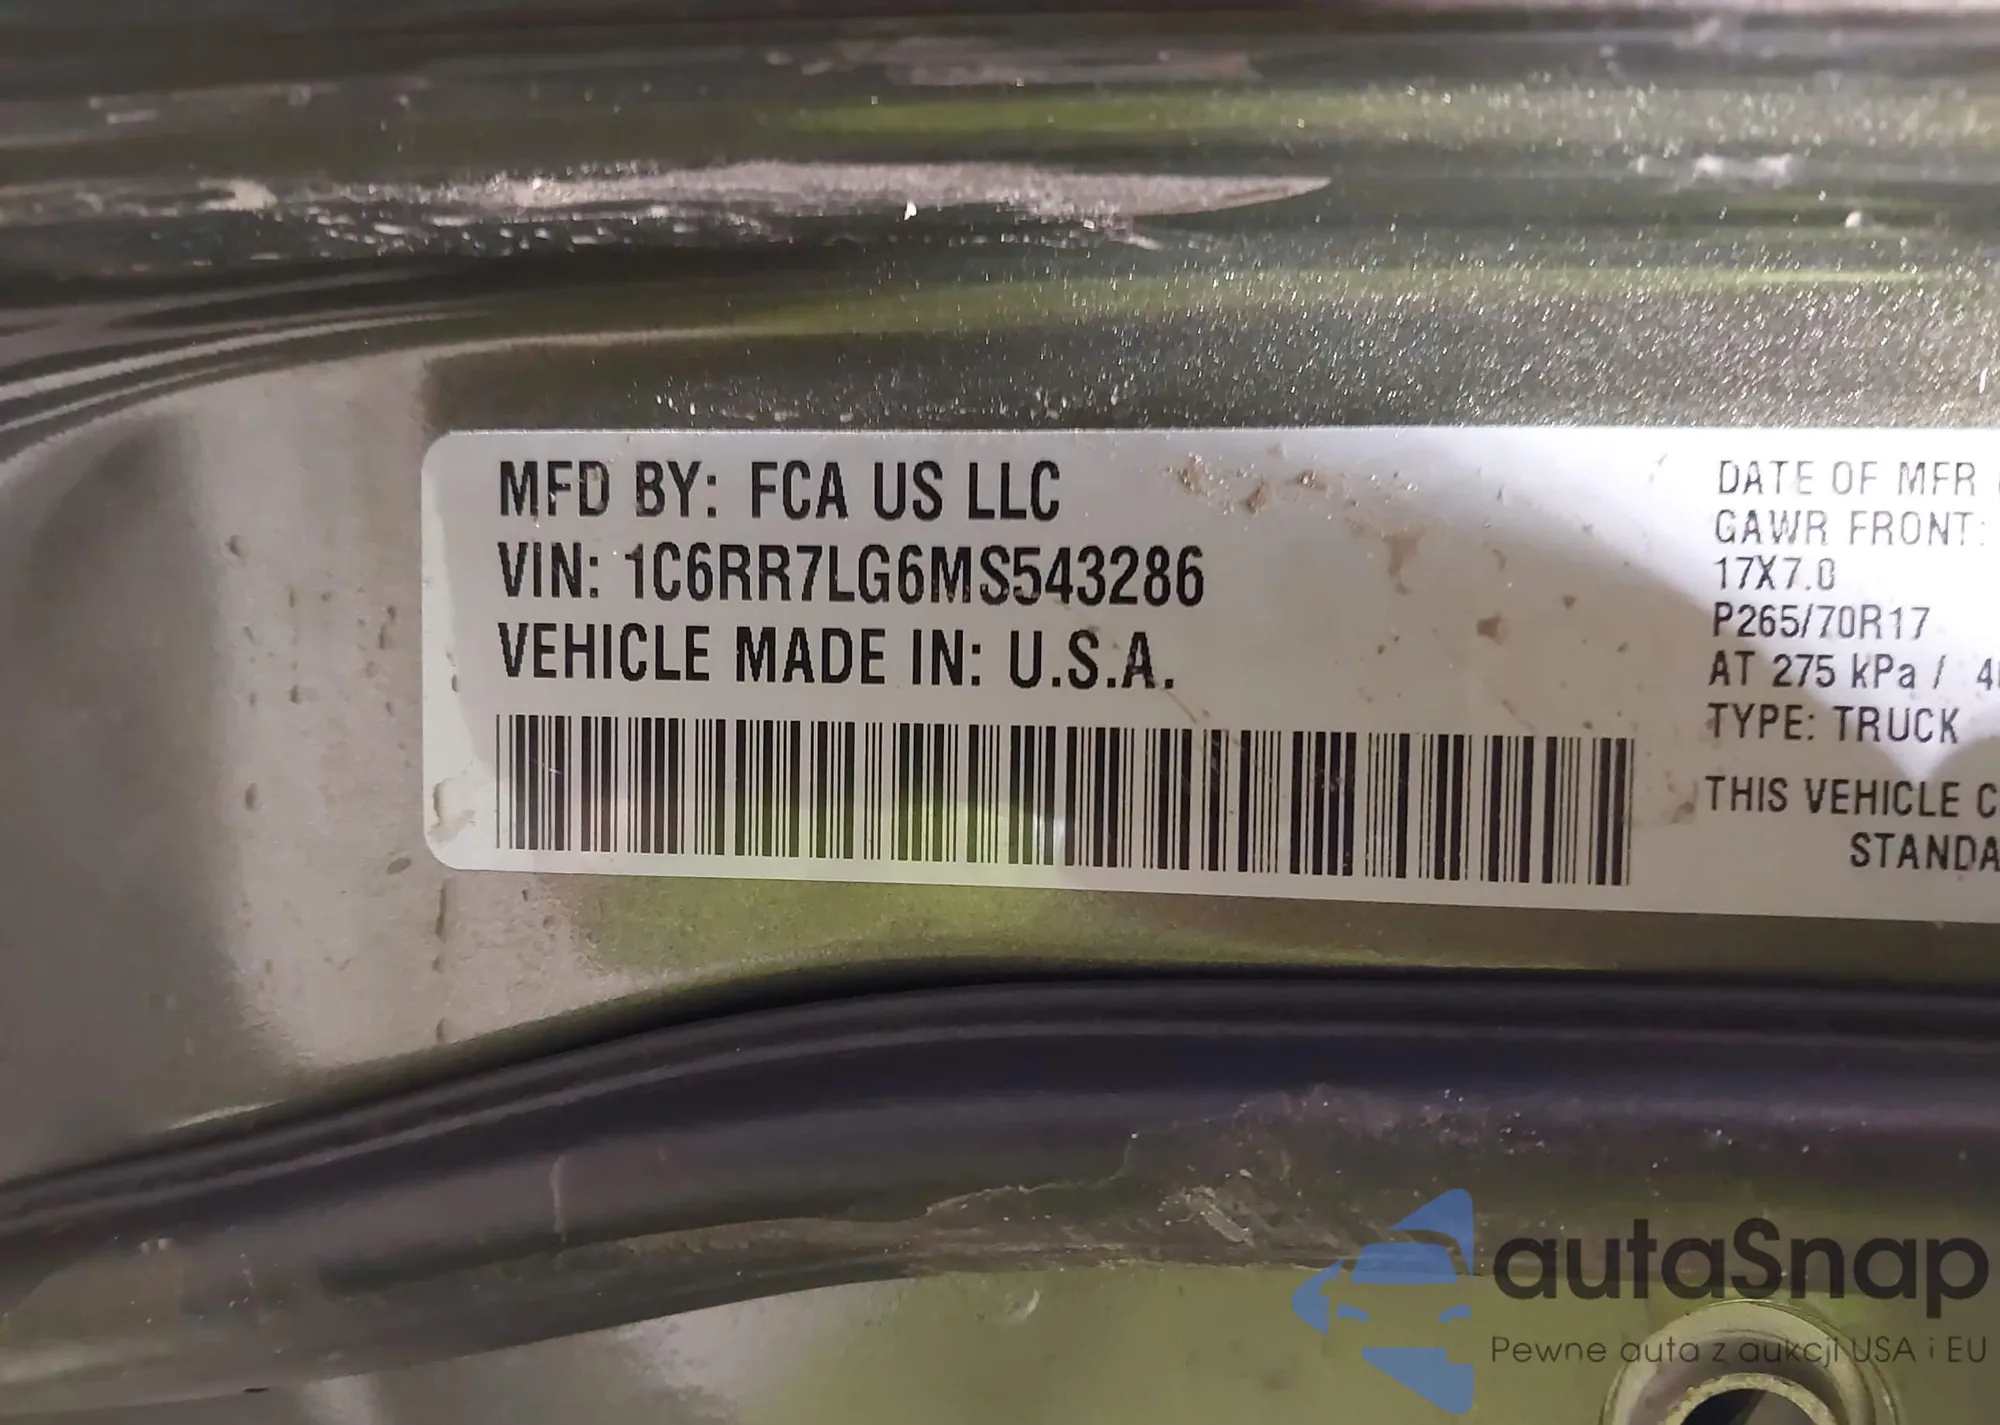 MFD BY: FCA US LLC
VIN: 1C6RR7LG6MS543286
VEHICLE MADE IN: U.S.A.
DATE OF MFR
GAWR FRONT:
17X7.0
P265/70R17
AT 275 kPa /
TYPE: TRUCK
THIS VEHICLE
autaSnap
Pewne auta z aukcji USA i EU